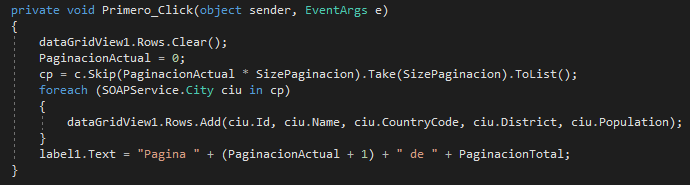 private void Primero_Click(object sender, EventArgs e)
{
dataGridView1.Rows.Clear();
PaginacionActual = 0;
cp = c.Skip(PaginacionActual * SizePaginacion).Take(SizePaginacion).ToList();
foreach (SOAPService.City ciu in cp)
{
dataGridView1.Rows.Add(ciu.Id, ciu.Name, ciu.CountryCode, ciu.District, ciu.Population);
}
label1.Text = "Pagina " + (PaginacionActual + 1) + " de " + PaginacionTotal;
}